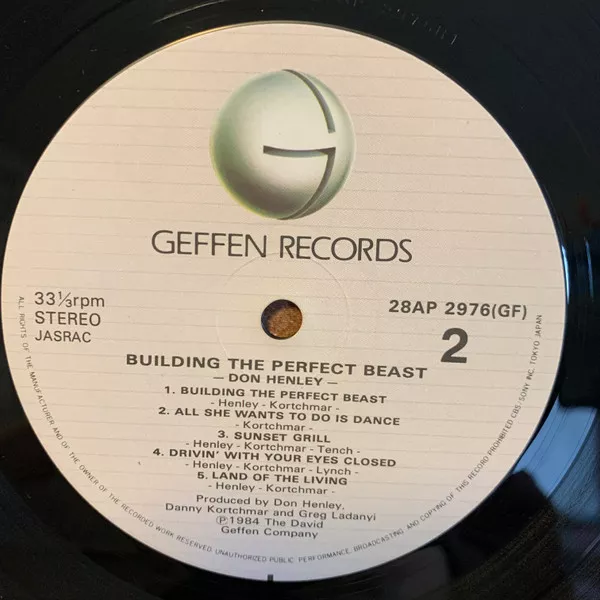 GEFFEN RECORDS
33⅓rpm
STEREO
JASRAC
28AP 2976(GF)
2
BUILDING THE PERFECT BEAST
— DON HENLEY —
1. BUILDING THE PERFECT BEAST
- Henley - Kortchmar -
2. ALL SHE WANTS TO DO IS DANCE
- Kortchmar -
3. SUNSET GRILL
- Henley - Kortchmar - Tench -
4. DRIVIN' WITH YOUR EYES CLOSED
- Henley - Kortchmar - Lynch -
5. LAND OF THE LIVING
- Henley - Kortchmar -
Produced by Don Henley,
Danny Kortchmar and Greg Ladanyi
Ⓟ1984 The David
Geffen Company
ALL RIGHTS OF THE MANUFACTURER AND OF THE OWNER OF THE RECORDED WORK RESERVED. UNAUTHORIZED PUBLIC PERFORMANCE, BROADCASTING AND COPYING OF THIS RECORD PROHIBITED CBS/SONY INC. TOKYO JAPAN